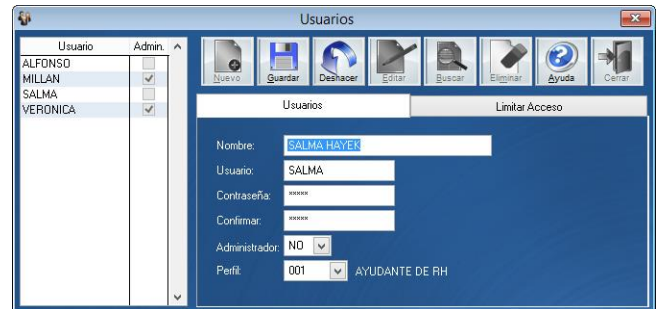 Usuarios
Usuario Admin.
ALFONSO
MILLAN
SALMA
VERONICA
Nuevo Guardar Deshacer Editar Buscar Eliminar Ayuda Cerrar
Usuarios Limitar Acceso
Nombre: SALMA HAYEK
Usuario: SALMA
Contraseña: *****
Confirmar: *****
Administrador: NO
Perfil: 001 AYUDANTE DE RH